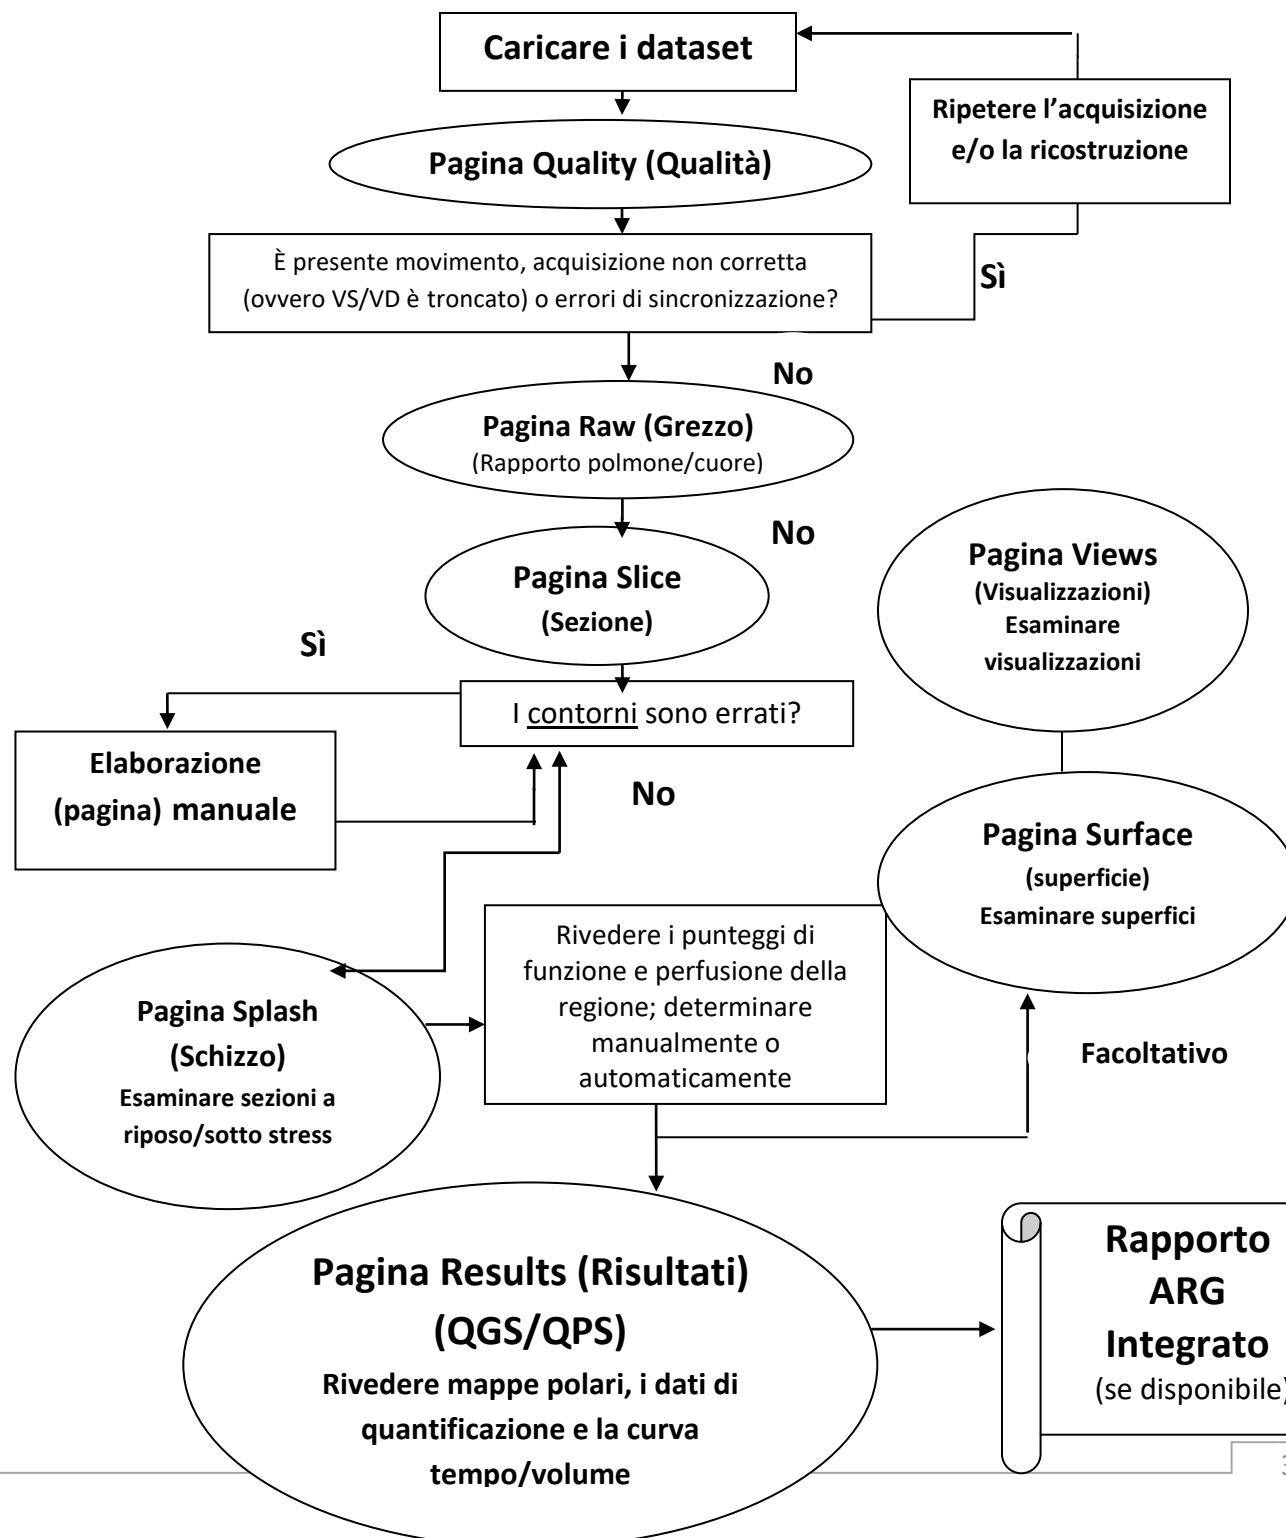 Caricare i dataset
Ripetere l’acquisizione
e/o la ricostruzione
Pagina Quality (Qualità)
È presente movimento, acquisizione non corretta
(ovvero VS/VD è troncato) o errori di sincronizzazione?
Sì
No
Pagina Raw (Grezzo)
(Rapporto polmone/cuore)
No
Pagina Slice
(Sezione)
Pagina Views
(Visualizzazioni)
Esaminare
visualizzazioni
Sì
I contorni sono errati?
Elaborazione
(pagina) manuale
No
Pagina Surface
(superficie)
Esaminare superfici
Rivedere i punteggi di
funzione e perfusione della
regione; determinare
manualmente o
automaticamente
Pagina Splash
(Schizzo)
Esaminare sezioni a
riposo/sotto stress
Facoltativo
Pagina Results (Risultati)
(QGS/QPS)
Rivedere mappe polari, i dati di
quantificazione e la curva
tempo/volume
Rapporto
ARG
Integrato
(se disponibile)